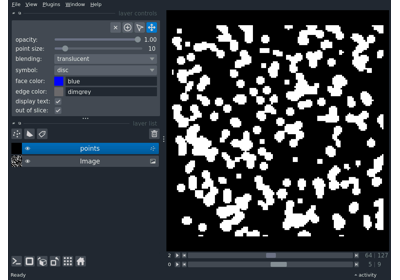 File View Plugins Window Help
layer controls
opacity: 1.00
point size: 10
blending: translucent
symbol: disc
face color: blue
edge color: dimgrey
display text:
out of slice:
layer list
points
Image
2 64 127
0 5 9
Ready activity